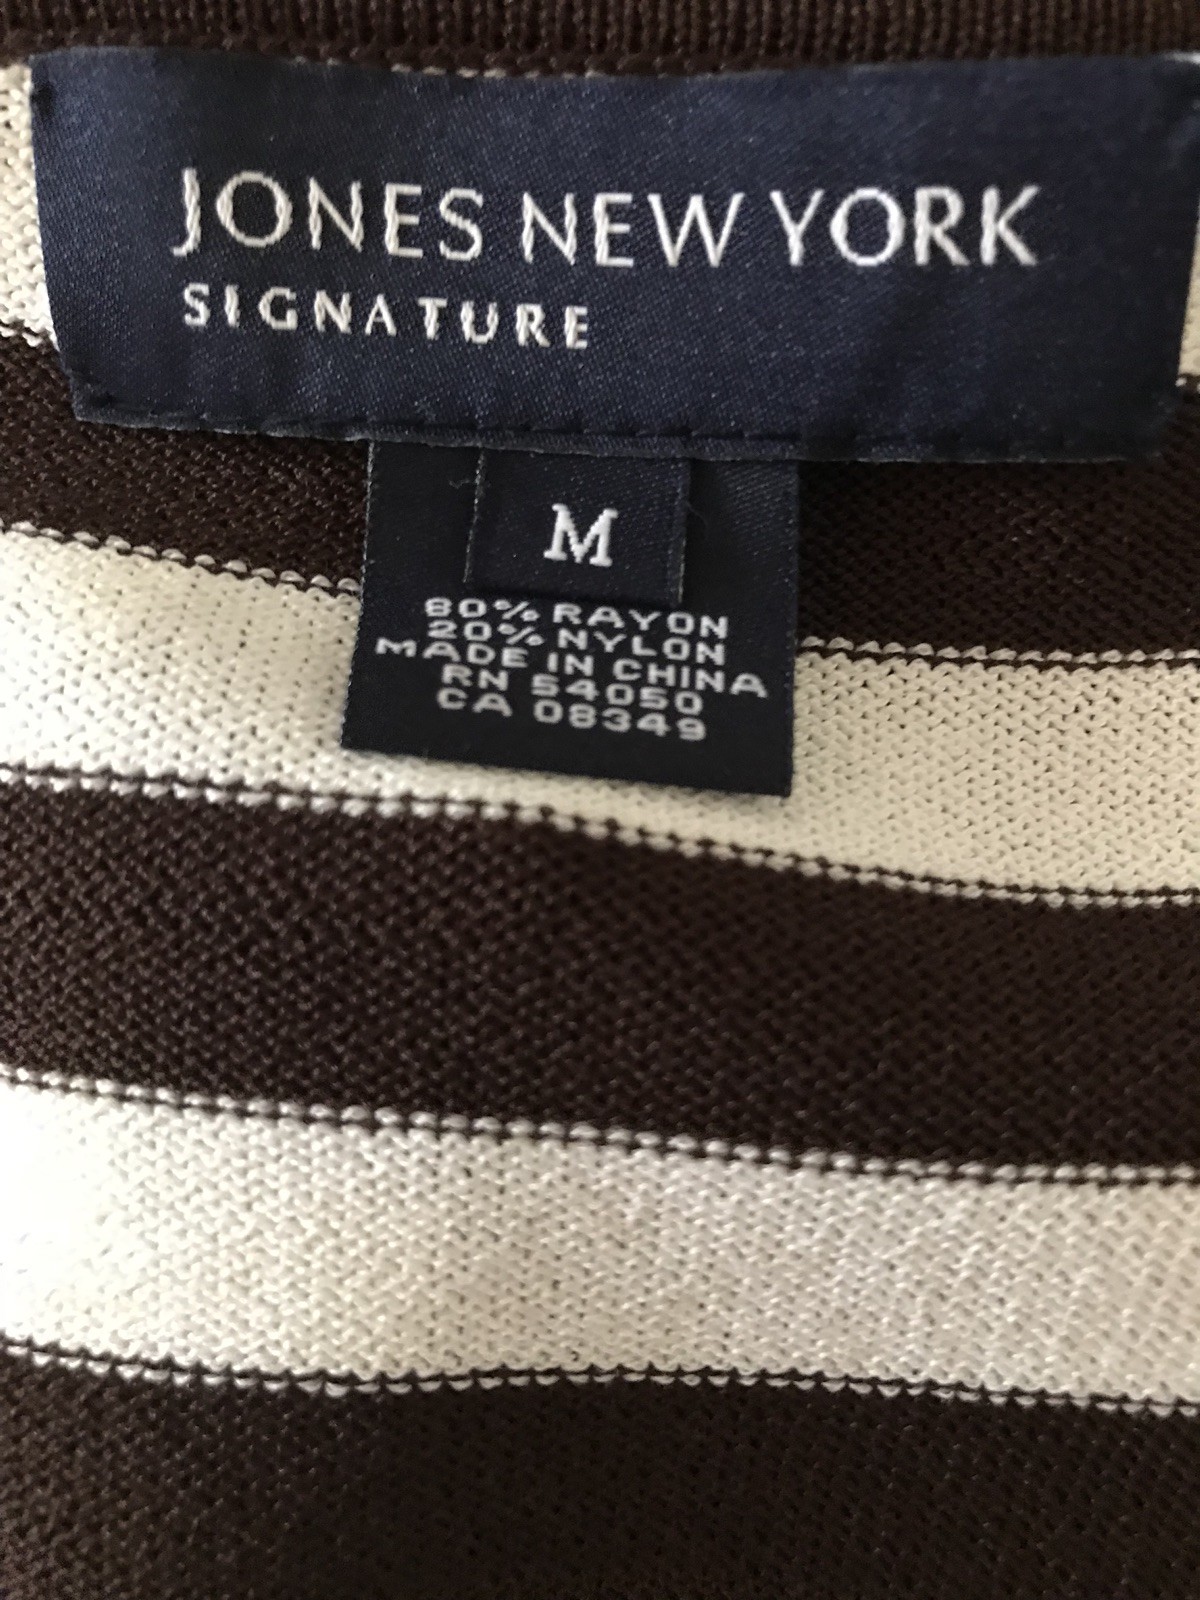 JONES NEW YORK
SIGNATURE
M
80% RAYON
20% NYLON
MADE IN CHINA
RN 54050
CA 08349